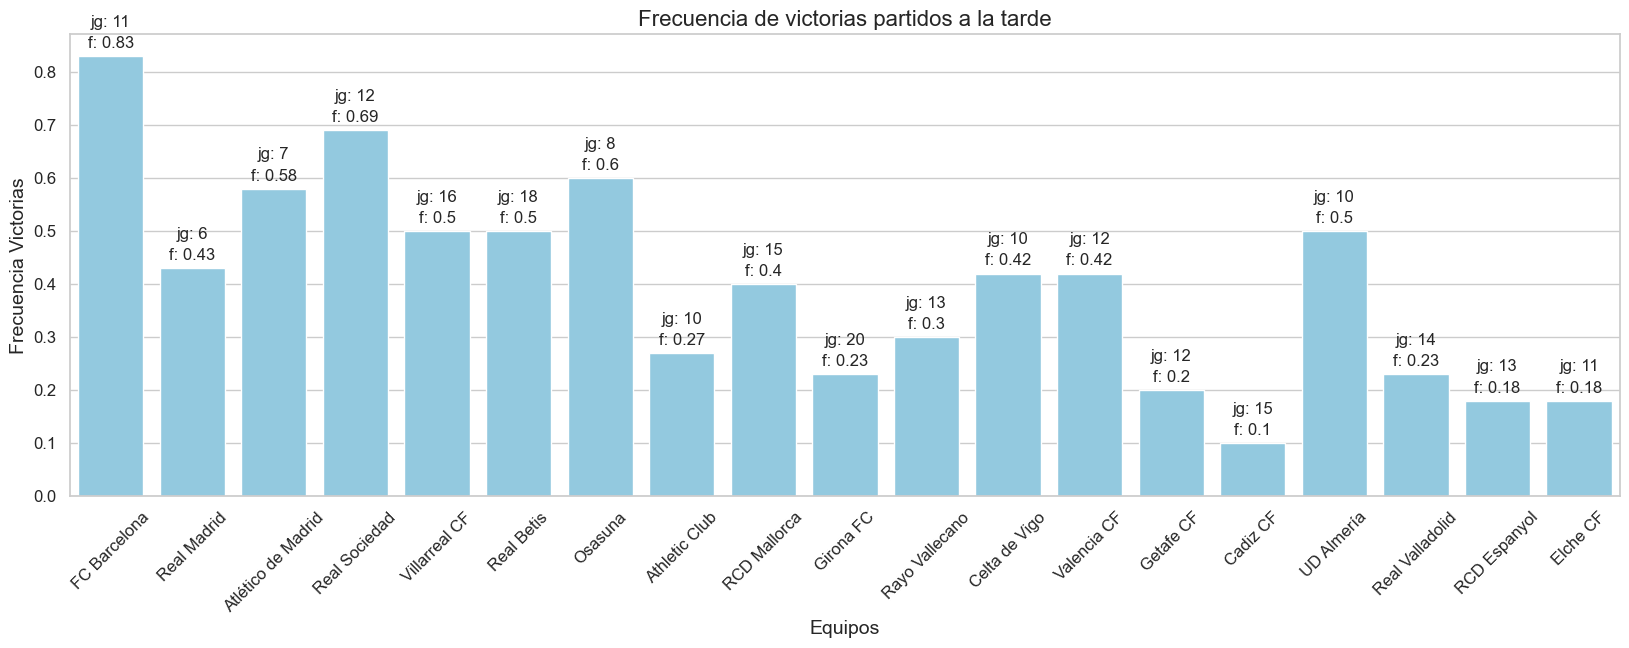 Frecuencia de victorias partidos a la tarde
Frecuencia Victorias
0.8
0.7
0.6
0.5
0.4
0.3
0.2
0.1
0.0
jg: 11
f: 0.83
jg: 6
f: 0.43
jg: 7
f: 0.58
jg: 12
f: 0.69
jg: 16
f: 0.5
jg: 18
f: 0.5
jg: 8
f: 0.6
jg: 10
f: 0.27
jg: 15
f: 0.4
jg: 20
f: 0.23
jg: 13
f: 0.3
jg: 10
f: 0.42
jg: 12
f: 0.42
jg: 12
f: 0.2
jg: 15
f: 0.1
jg: 10
f: 0.5
jg: 14
f: 0.23
jg: 13
f: 0.18
jg: 11
f: 0.18
FC Barcelona
Real Madrid
Atlético de Madrid
Real Sociedad
Villarreal CF
Real Betis
Osasuna
Athletic Club
RCD Mallorca
Girona FC
Rayo Vallecano
Celta de Vigo
Valencia CF
Getafe CF
Cadiz CF
UD Almería
Real Valladolid
RCD Espanyol
Elche CF
Equipos